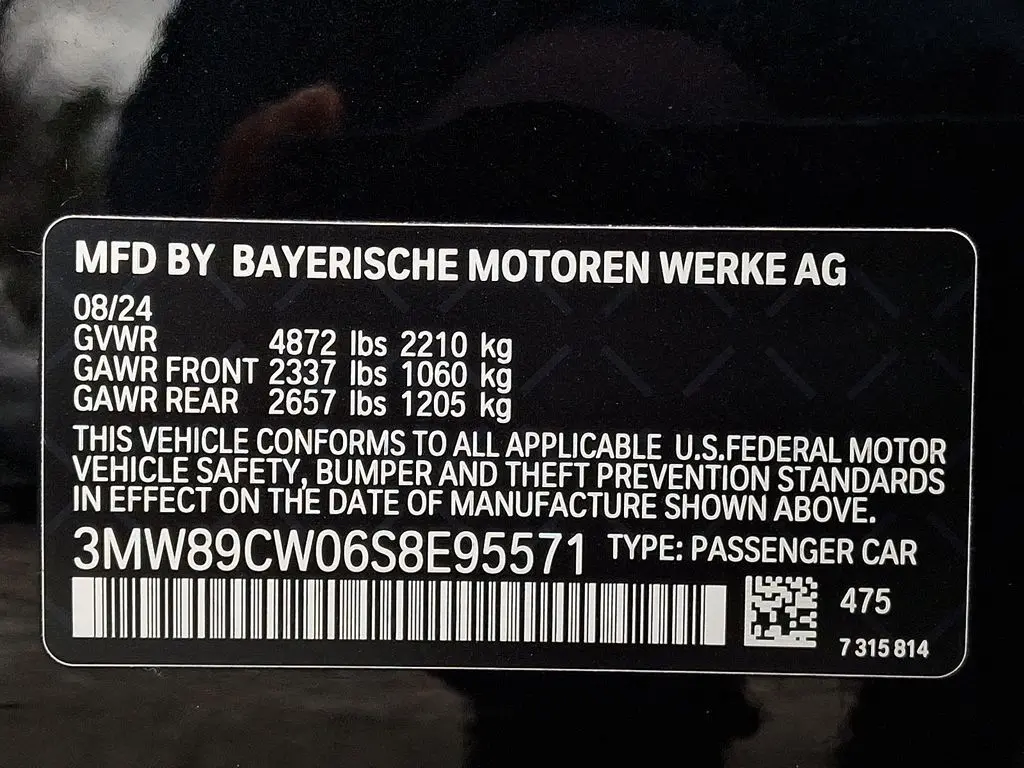 MFD BY BAYERISCHE MOTOREN WERKE AG
08/24
GVWR 4872 lbs 2210 kg
GAWR FRONT 2337 lbs 1060 kg
GAWR REAR 2657 lbs 1205 kg
THIS VEHICLE CONFORMS TO ALL APPLICABLE U.S.FEDERAL MOTOR
VEHICLE SAFETY, BUMPER AND THEFT PREVENTION STANDARDS
IN EFFECT ON THE DATE OF MANUFACTURE SHOWN ABOVE.
3MW89CW06S8E95571 TYPE: PASSENGER CAR
475
7 315 814